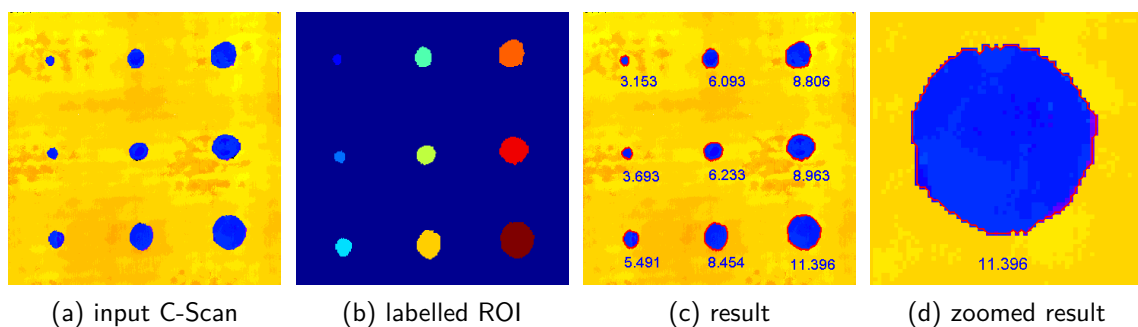 3.153 6.093 8.806
3.693 6.233 8.963
5.491 8.454 11.396
11.396
(a) input C-Scan
(b) labelled ROI
(c) result
(d) zoomed result